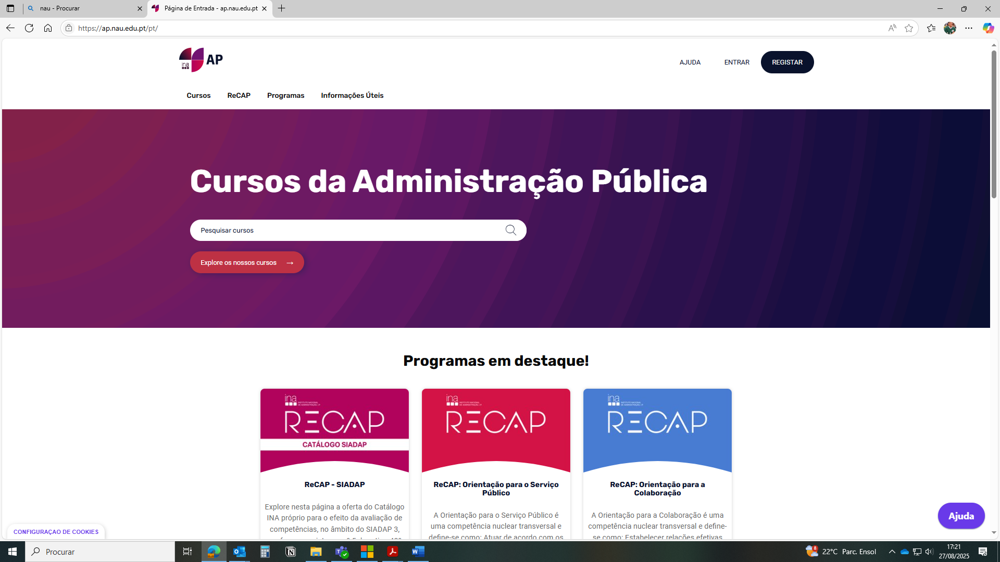 nau - Procurar
Página de Entrada - ap.nau.edu.pt
https://ap.nau.edu.pt/pt/
ina
AP
AJUDA
ENTRAR
REGISTAR
Cursos
ReCAP
Programas
Informações Úteis
Cursos da Administração Pública
Pesquisar cursos
Explore os nossos cursos →
Programas em destaque!
ina INSTITUTO NACIONAL DE ADMINISTRAÇÃO, I.P
RECAP
CATÁLOGO SIADAP
ReCAP - SIADAP
Explore nesta página a oferta do Catálogo
INA próprio para o efeito da avaliação de
competências, no âmbito do SIADAP 3,
ina INSTITUTO NACIONAL DE ADMINISTRAÇÃO, I.P
RECAP
ReCAP: Orientação para o Serviço
Público
A Orientação para o Serviço Público é
uma competência nuclear transversal e
define-se como: Atuar de acordo com os
ina INSTITUTO NACIONAL DE ADMINISTRAÇÃO, I.P
RECAP
ReCAP: Orientação para a
Colaboração
A Orientação para a Colaboração é uma
competência nuclear transversal e define-
se como: Estabelecer relações efetivas
Ajuda
CONFIGURAÇAO DE COOKIES
Procurar
8
22°C Parc. Ensol
17:21
27/08/2025